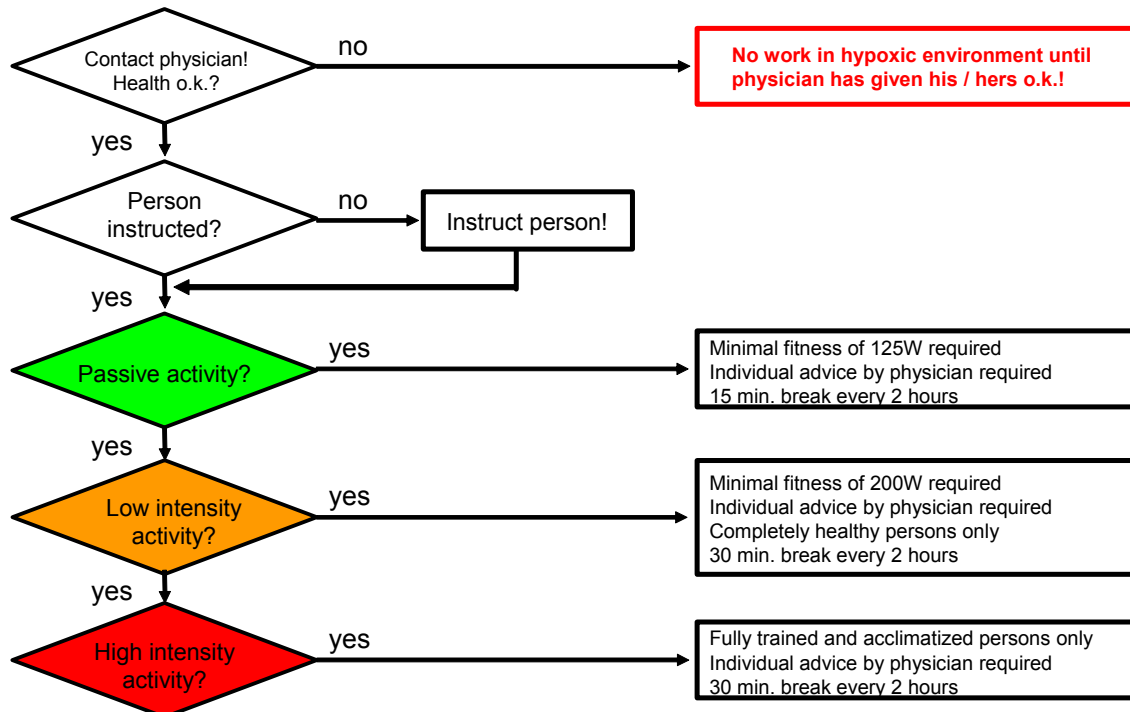 Contact physician!
Health o.k.?
no
No work in hypoxic environment until
physician has given his / hers o.k.!
yes
Person
instructed?
no
Instruct person!
yes
Passive activity?
yes
Minimal fitness of 125W required
Individual advice by physician required
15 min. break every 2 hours
yes
Low intensity
activity?
yes
Minimal fitness of 200W required
Individual advice by physician required
Completely healthy persons only
30 min. break every 2 hours
yes
High intensity
activity?
yes
Fully trained and acclimatized persons only
Individual advice by physician required
30 min. break every 2 hours